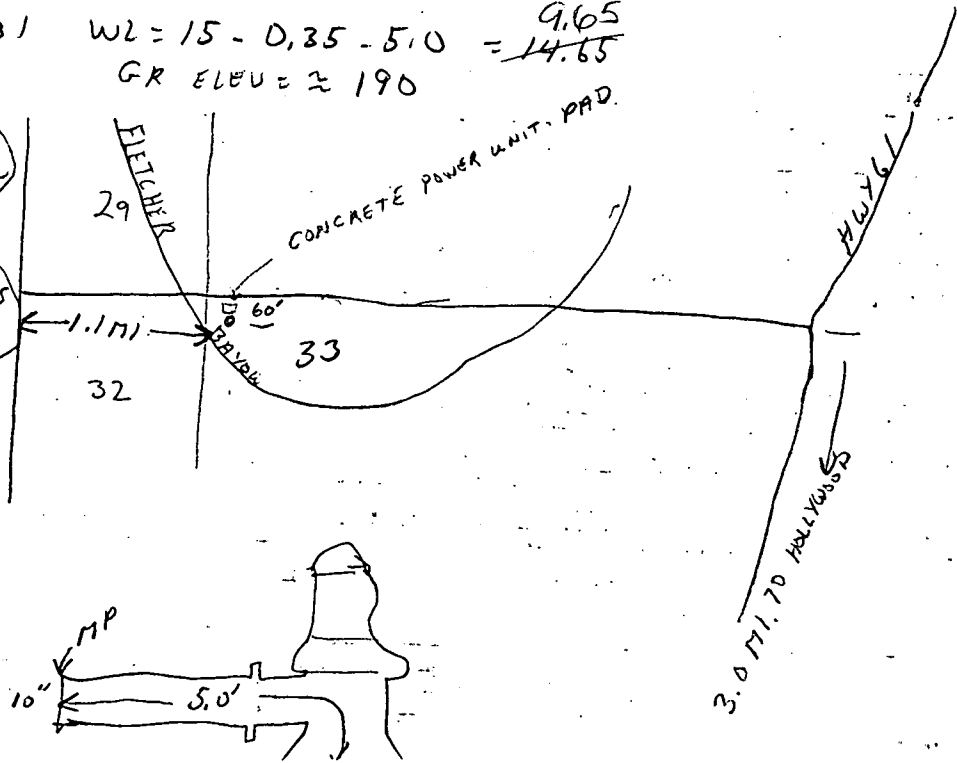 WL = 15 - 0.35 - 5.0 = 14.65
9.65
GR ELEV = ≈ 190
CONCRETE POWER UNIT. PAD.
FLETCHER
29
HWY 61
60'
1.1 MI
BAYOU
33
32
3.0 MI. TO HOLLYWOOD
MP
10"
5.0'